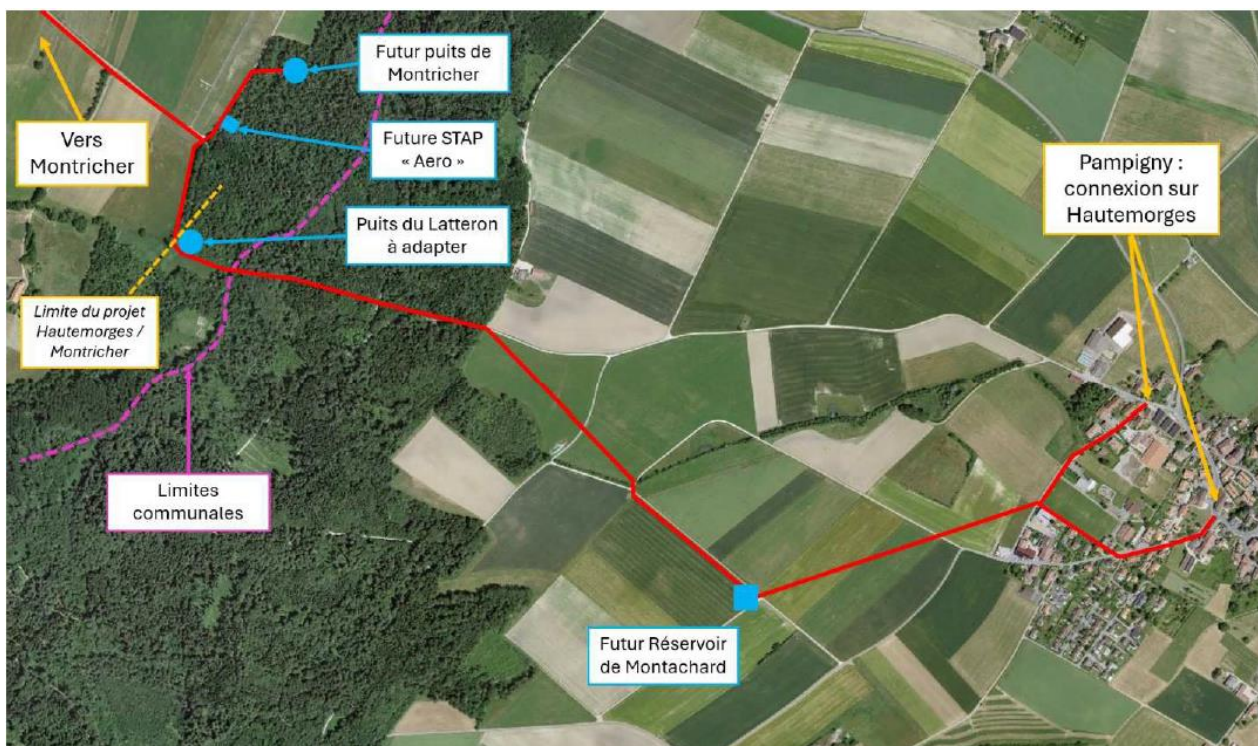 Futur puits de
Montricher
Vers
Montricher
Future STAP
« Aero »
Pampigny :
connexion sur
Hautemorges
Puits du Latteron
à adapter
Limite du projet
Hautemorges /
Montricher
Limites
communales
Futur Réservoir
de Montachard